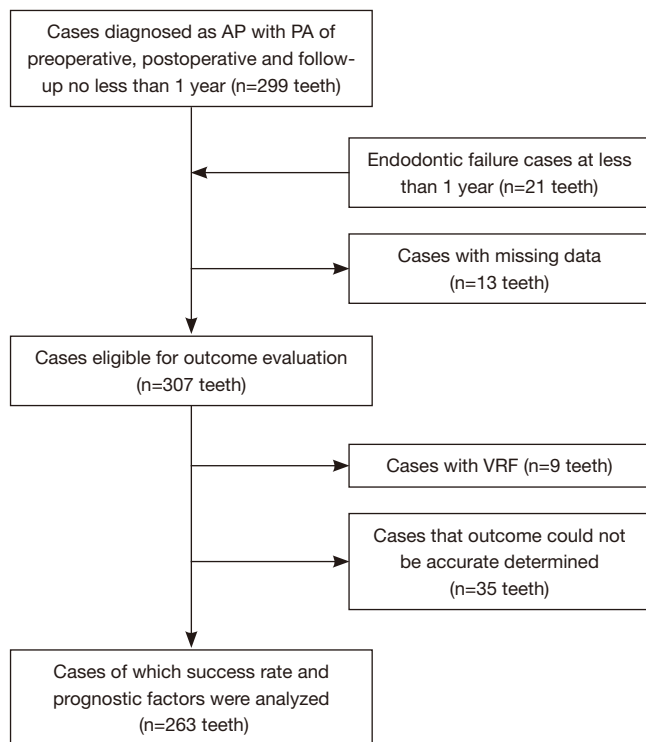 Cases diagnosed as AP with PA of
preoperative, postoperative and follow-
up no less than 1 year (n=299 teeth)
Endodontic failure cases at less
than 1 year (n=21 teeth)
Cases with missing data
(n=13 teeth)
Cases eligible for outcome evaluation
(n=307 teeth)
Cases with VRF (n=9 teeth)
Cases that outcome could not
be accurate determined
(n=35 teeth)
Cases of which success rate and
prognostic factors were analyzed
(n=263 teeth)